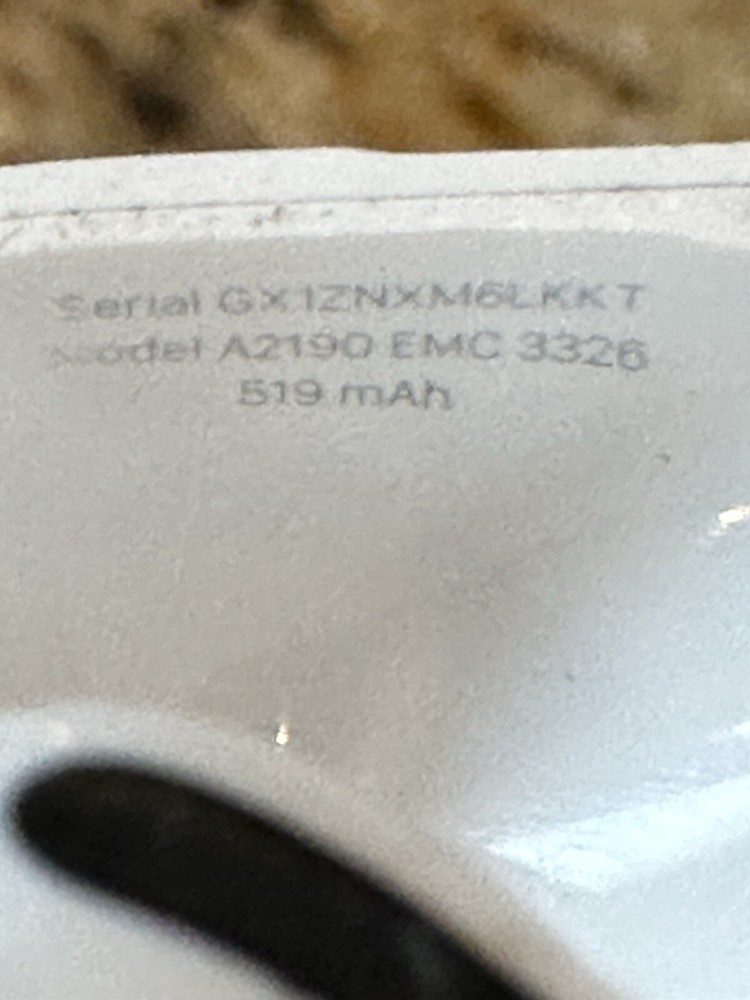 Serial GX1ZNXM6LKKT
Model A2190 EMC 3326
519 mAh